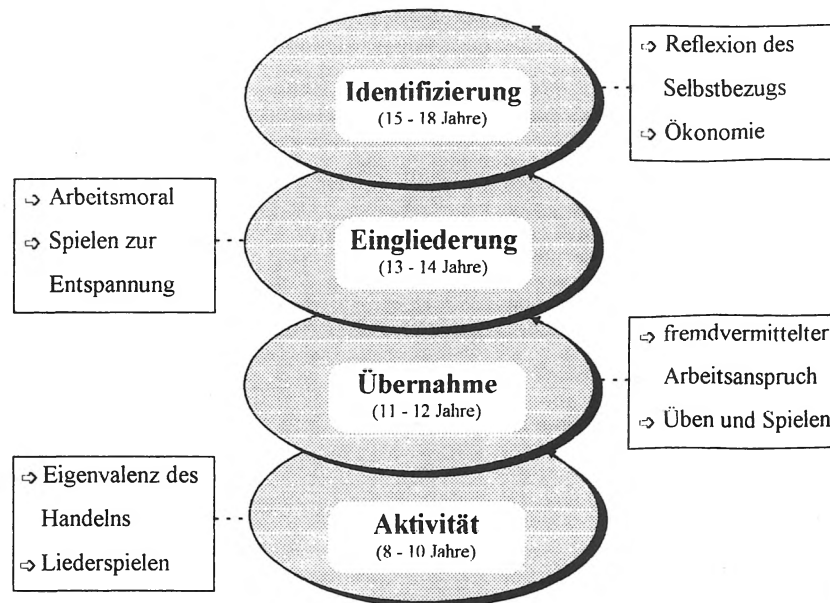 Identifizierung
(15 - 18 Jahre)
⇨ Reflexion des
Selbstbezugs
⇨ Ökonomie
⇨ Arbeitsmoral
⇨ Spielen zur
Entspannung
Eingliederung
(13 - 14 Jahre)
Übernahme
(11 - 12 Jahre)
⇨ fremdvermittelter
Arbeitsanspruch
⇨ Üben und Spielen
⇨ Eigenvalenz des
Handelns
⇨ Liederspielen
Aktivität
(8 - 10 Jahre)